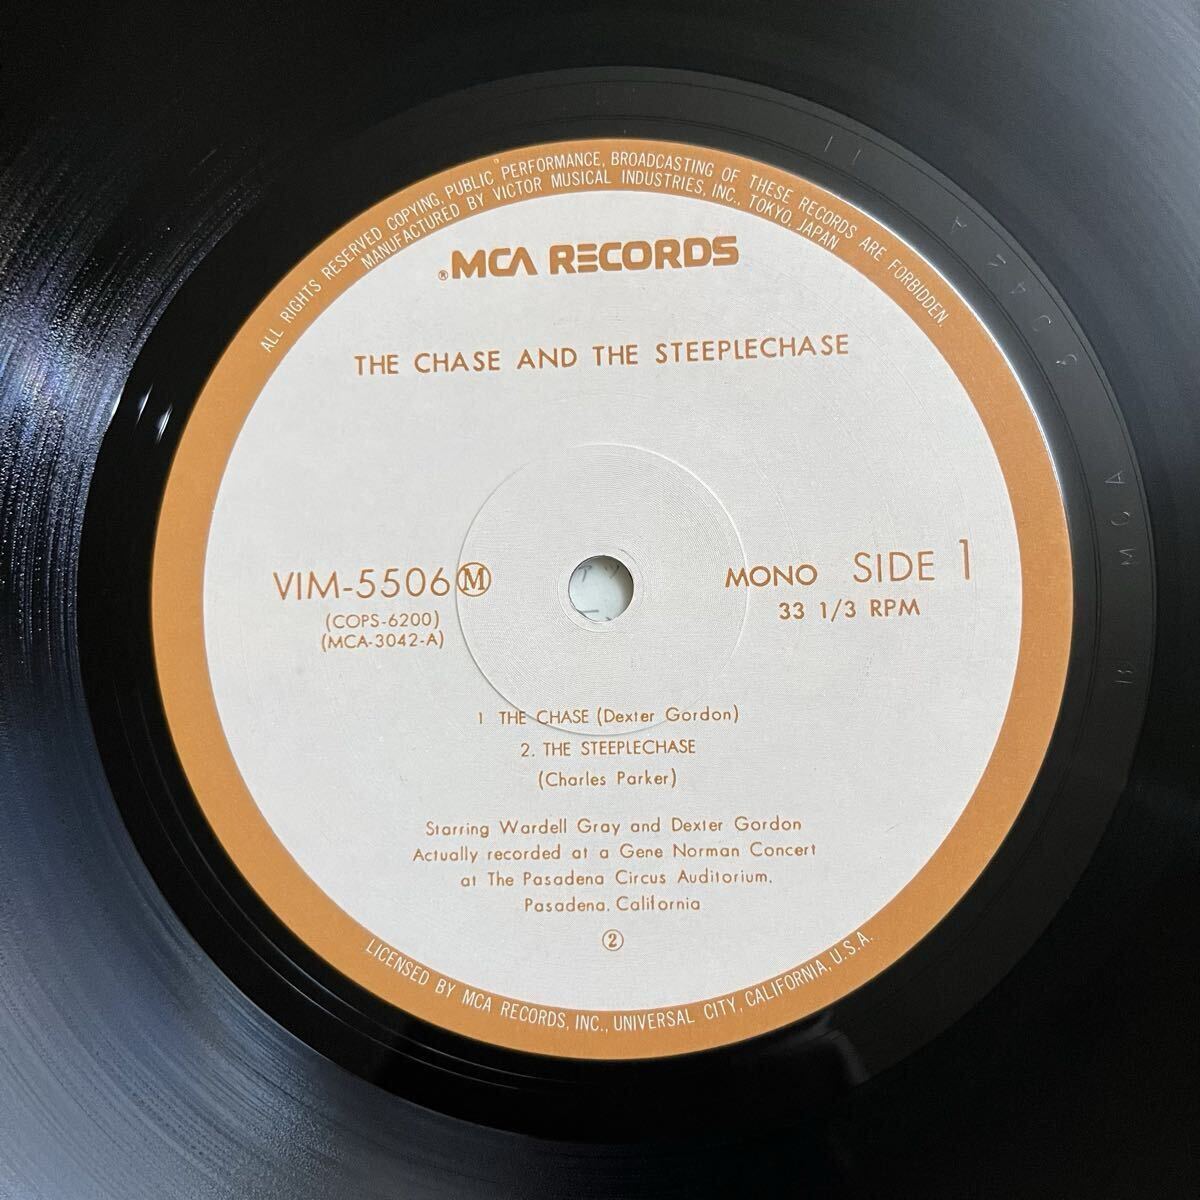 ALL RIGHTS RESERVED COPYING, PUBLIC PERFORMANCE, BROADCASTING OF THESE RECORDS ARE FORBIDDEN.
MANUFACTURED BY VICTOR MUSICAL INDUSTRIES, INC., TOKYO, JAPAN
®MCA RECORDS
THE CHASE AND THE STEEPLECHASE
VIM-5506 Ⓜ
(COPS-6200)
(MCA-3042-A)
MONO SIDE 1
33 1/3 RPM
1 THE CHASE (Dexter Gordon)
2. THE STEEPLECHASE
(Charles Parker)
Starring Wardell Gray and Dexter Gordon
Actually recorded at a Gene Norman Concert
at The Pasadena Circus Auditorium.
Pasadena. California
②
LICENSED BY MCA RECORDS, INC., UNIVERSAL CITY, CALIFORNIA, U.S.A.
MCA